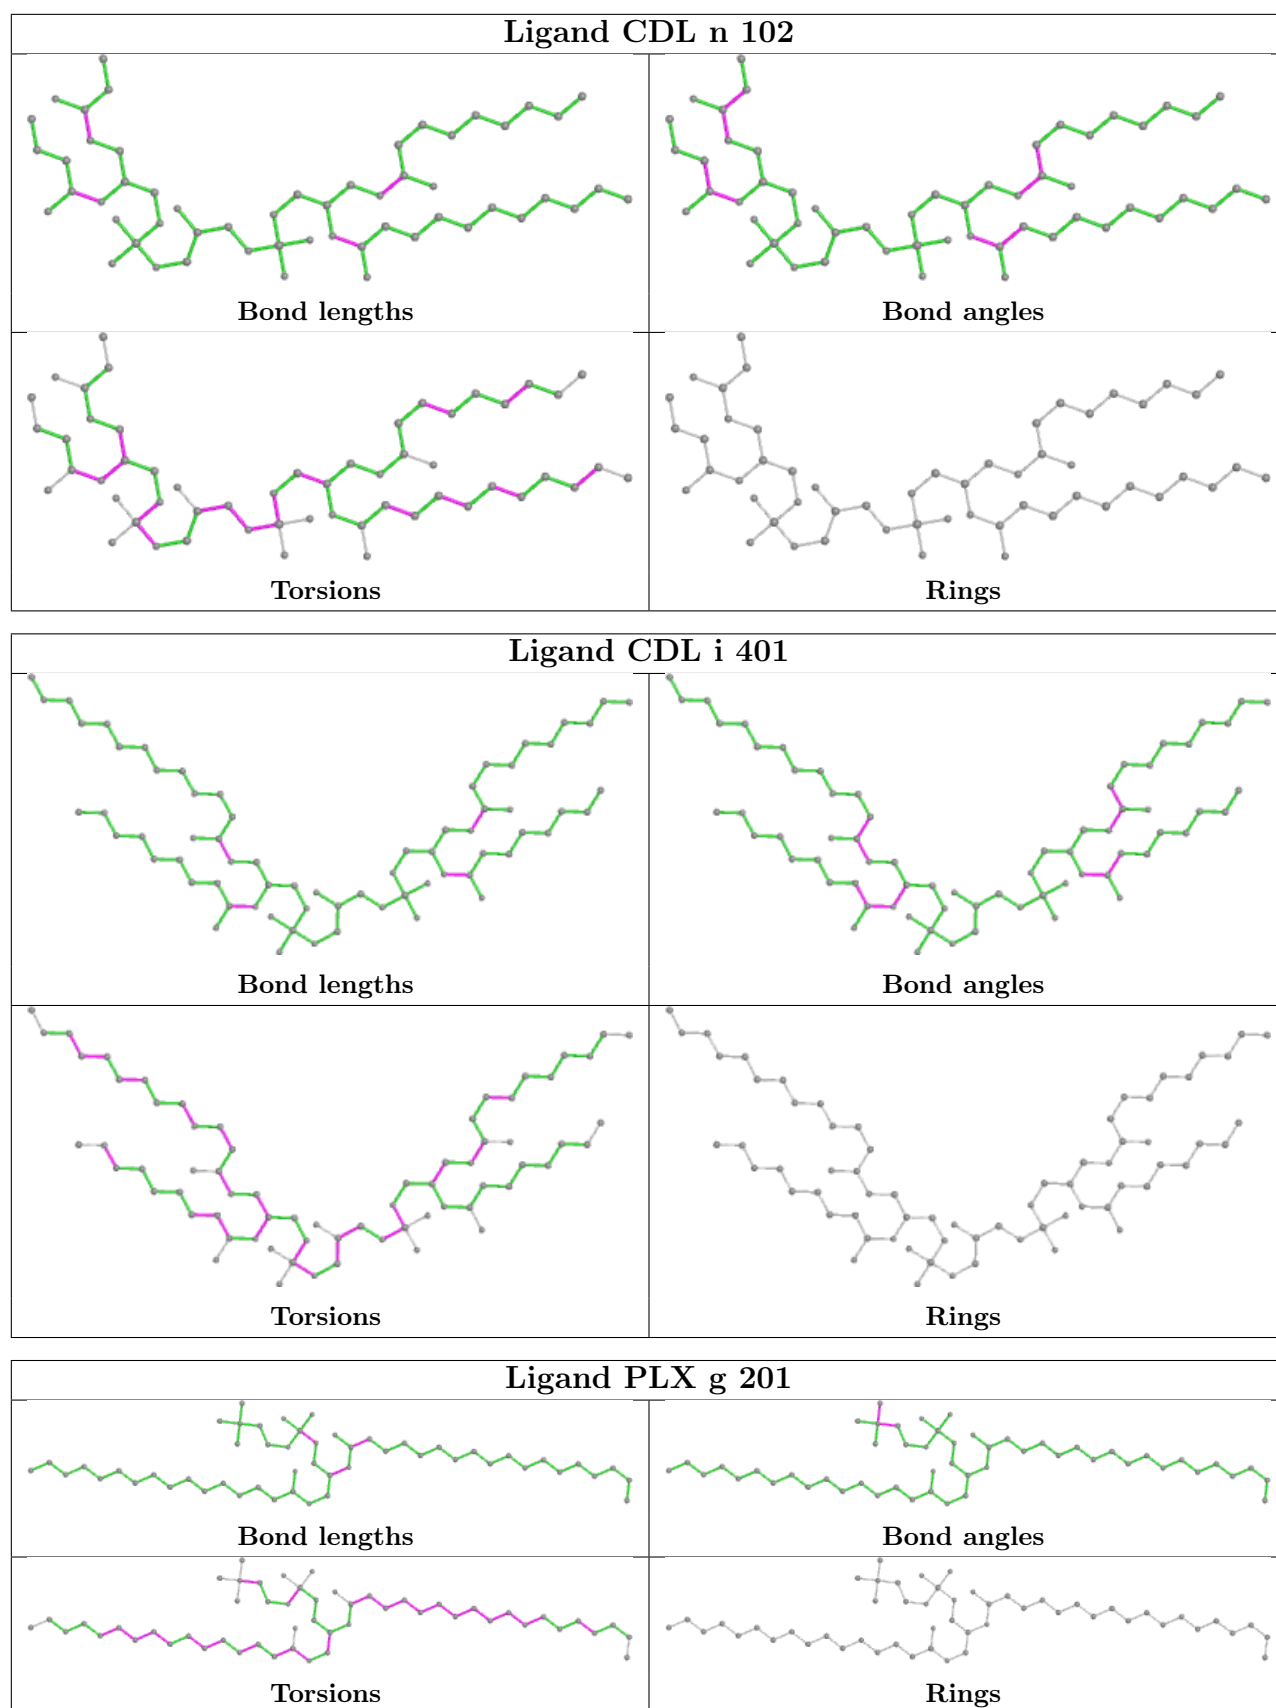 Ligand CDL n 102
Bond lengths
Bond angles
Torsions
Rings
Ligand CDL i 401
Bond lengths
Bond angles
Torsions
Rings
Ligand PLX g 201
Bond lengths
Bond angles
Torsions
Rings